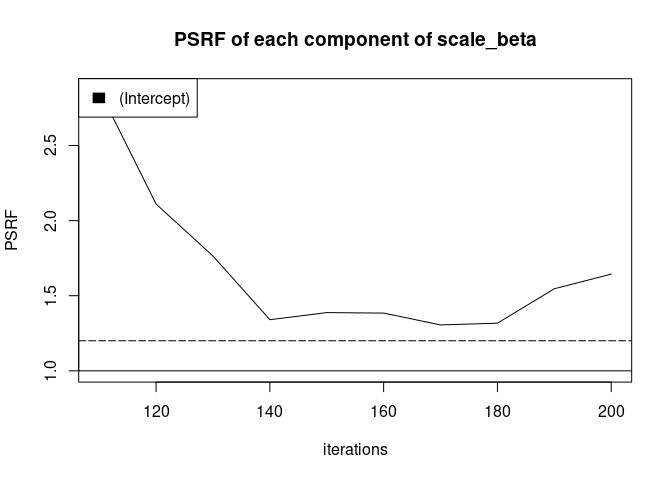 PSRF of each component of scale_beta
(Intercept)
2.5
2.0
1.5
1.0
PSRF
120 140 160 180 200
iterations